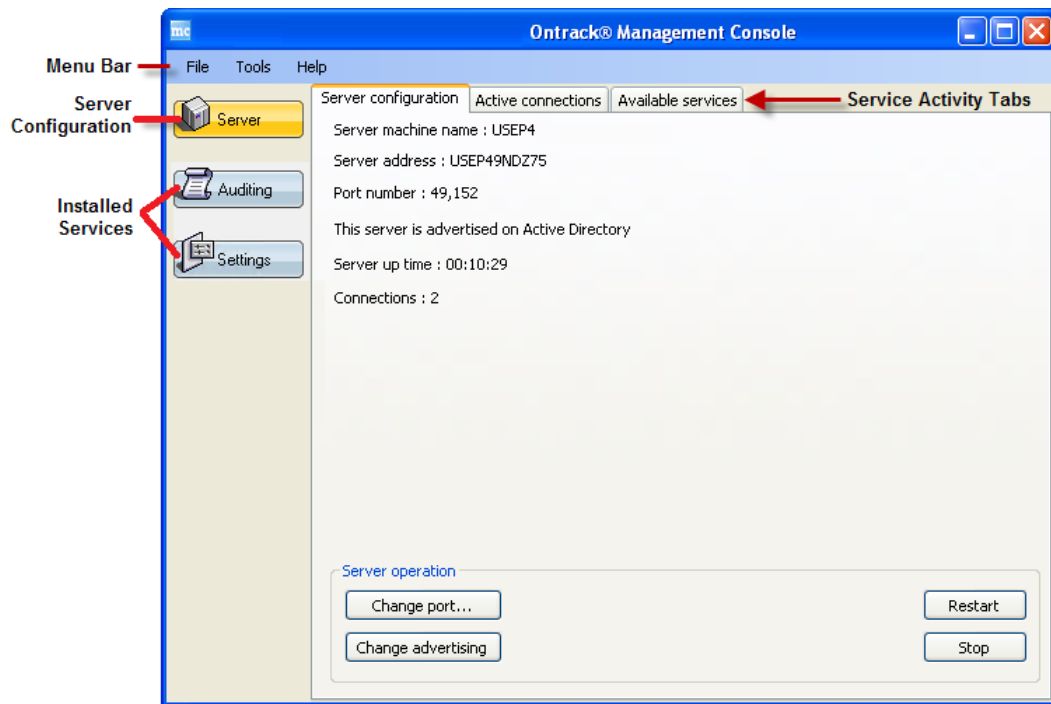 mc
Ontrack® Management Console
Menu Bar
File Tools Help
Server
Configuration
Server
Server configuration Active connections Available services
Service Activity Tabs
Server machine name : USEP4
Server address : USEP49NDZ75
Installed
Services
Auditing
Port number : 49,152
This server is advertised on Active Directory
Settings
Server up time : 00:10:29
Connections : 2
Server operation
Change port...
Restart
Change advertising
Stop